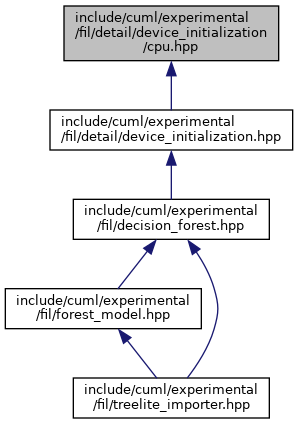 include/cuml/experimental
/fil/detail/device_initialization
/cpu.hpp
include/cuml/experimental
/fil/detail/device_initialization.hpp
include/cuml/experimental
/fil/decision_forest.hpp
include/cuml/experimental
/fil/forest_model.hpp
include/cuml/experimental
/fil/treelite_importer.hpp